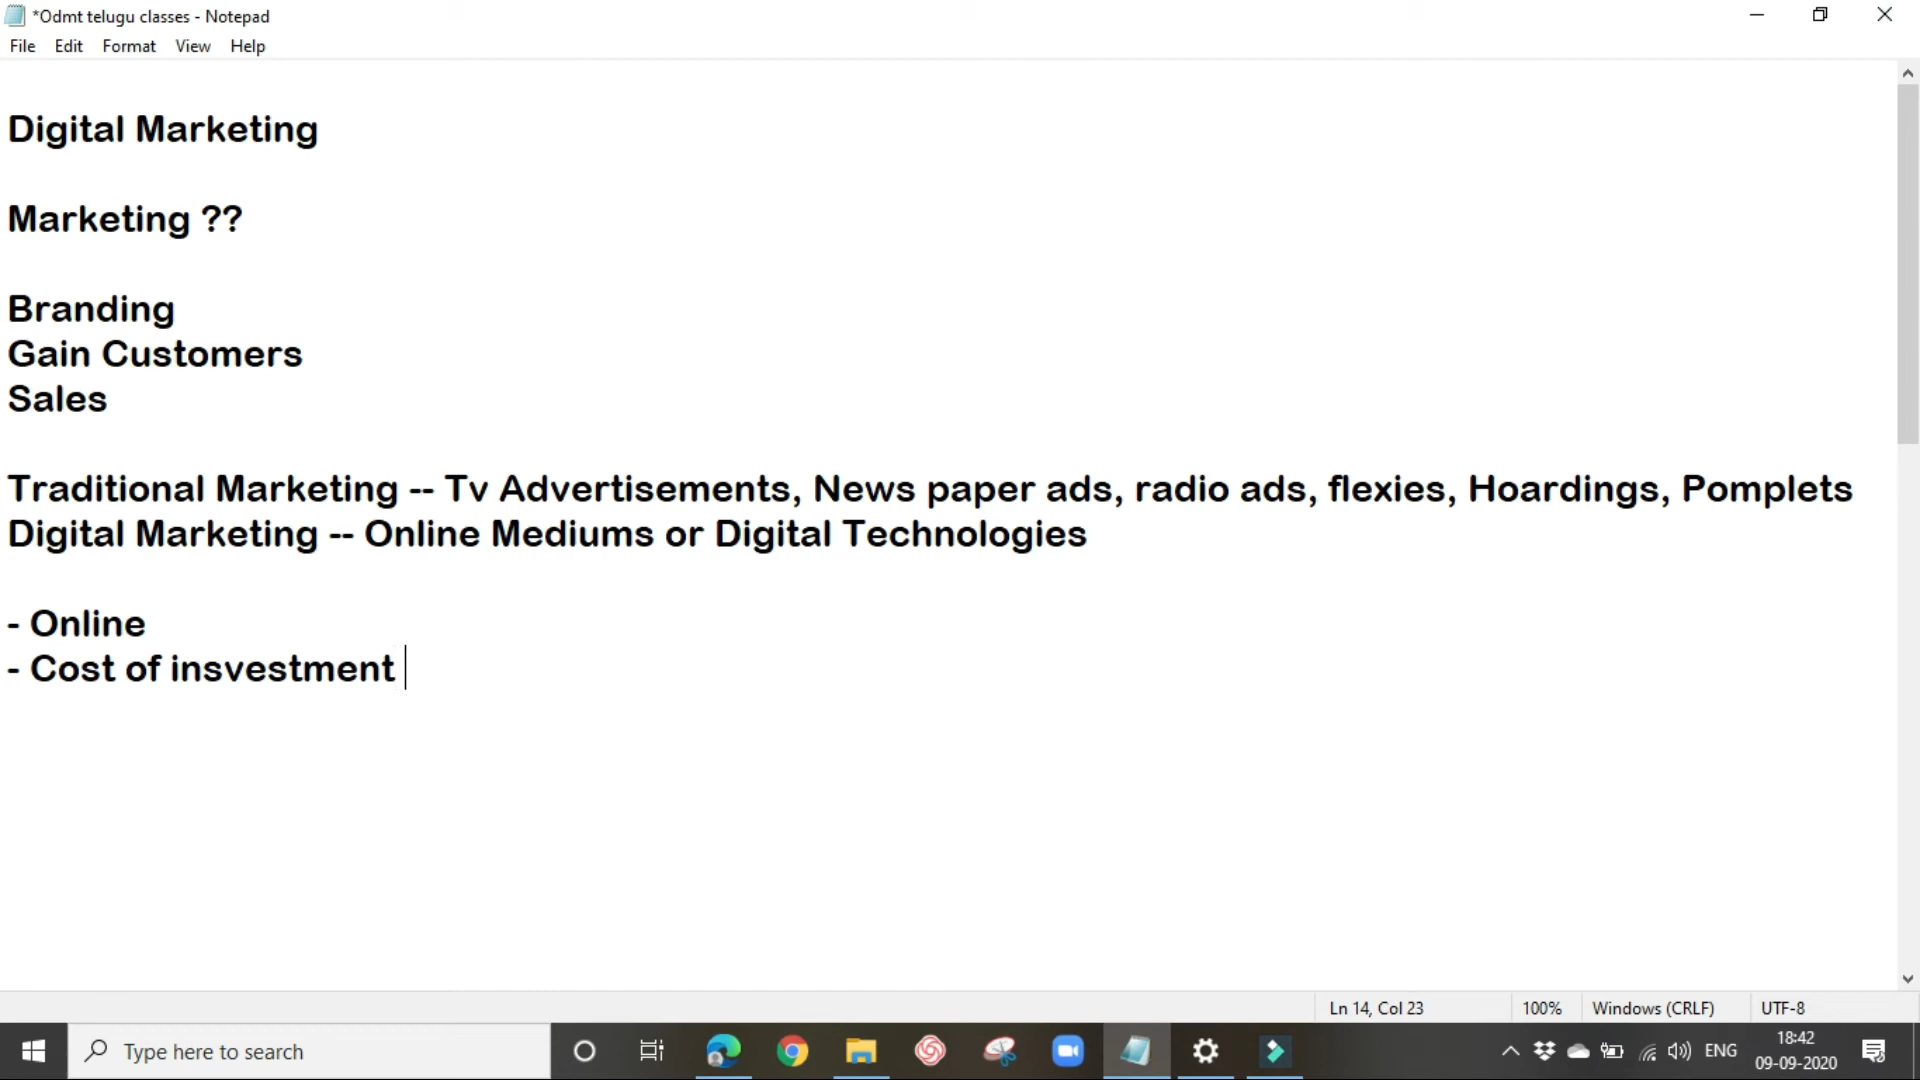 *Odmt telugu classes - Notepad
File Edit Format View Help
Digital Marketing
Marketing ??
Branding
Gain Customers
Sales
Traditional Marketing -- Tv Advertisements, News paper ads, radio ads, flexies, Hoardings, Pomplets
Digital Marketing -- Online Mediums or Digital Technologies
- Online
- Cost of insvestment
Ln 14, Col 23 100% Windows (CRLF) UTF-8
Type here to search ENG 18:42
09-09-2020